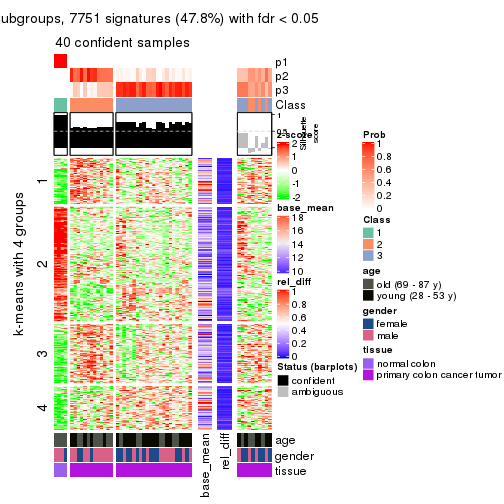 ubgroups, 7751 signatures (47.8%) with fdr < 0.05
40 confident samples
p1
p2
p3
Class
1
0.5
Silhouette
score
k-means with 4 groups
1
2
3
4
z-score
2
1
0
-1
-2
base_mean
18
16
14
12
10
rel_diff
1
0.8
0.6
0.4
0.2
0
Status (barplots)
confident
ambiguous
Prob
1
0.8
0.6
0.4
0.2
0
Class
1
2
3
age
old (69 - 87 y)
young (28 - 53 y)
gender
female
male
tissue
normal colon
primary colon cancer tumor
age
gender
tissue
base_mean
rel_diff